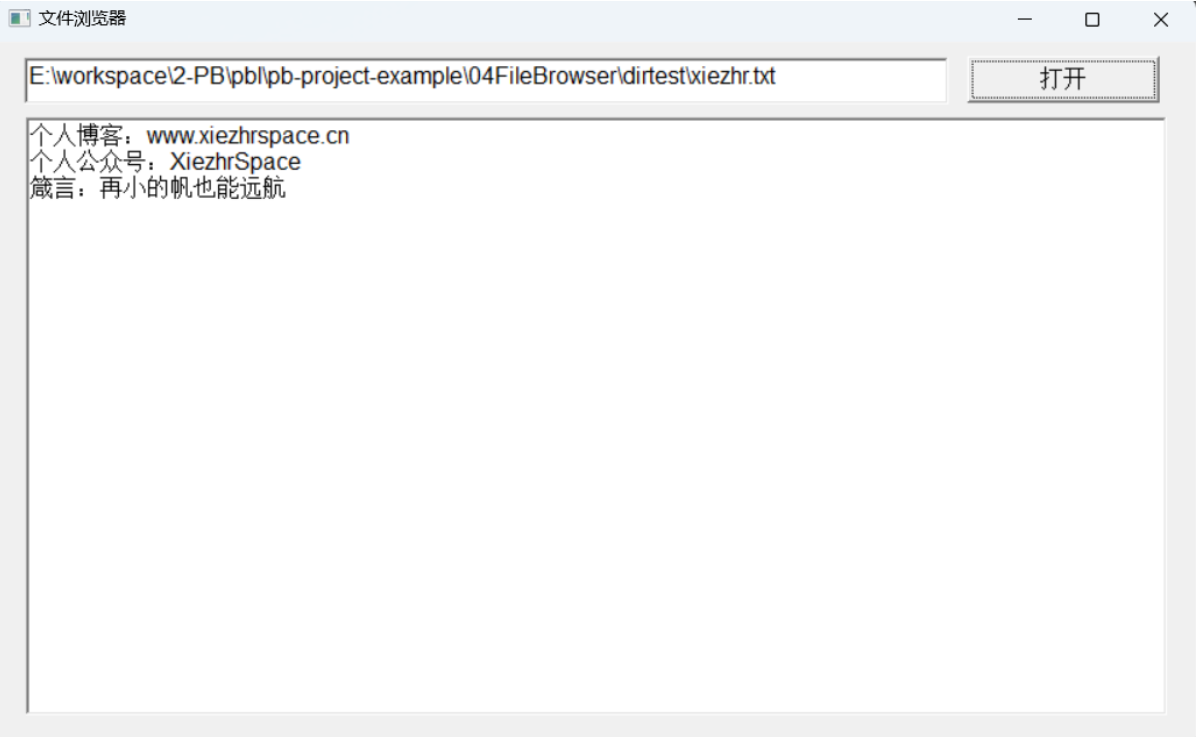 文件浏览器
E:\workspace\2-PB\pbl\pb-project-example\04FileBrowser\dirtest\xiezhr.txt
打开
个人博客：www.xiezhrspace.cn
个人公众号：XiezhrSpace
箴言：再小的帆也能远航